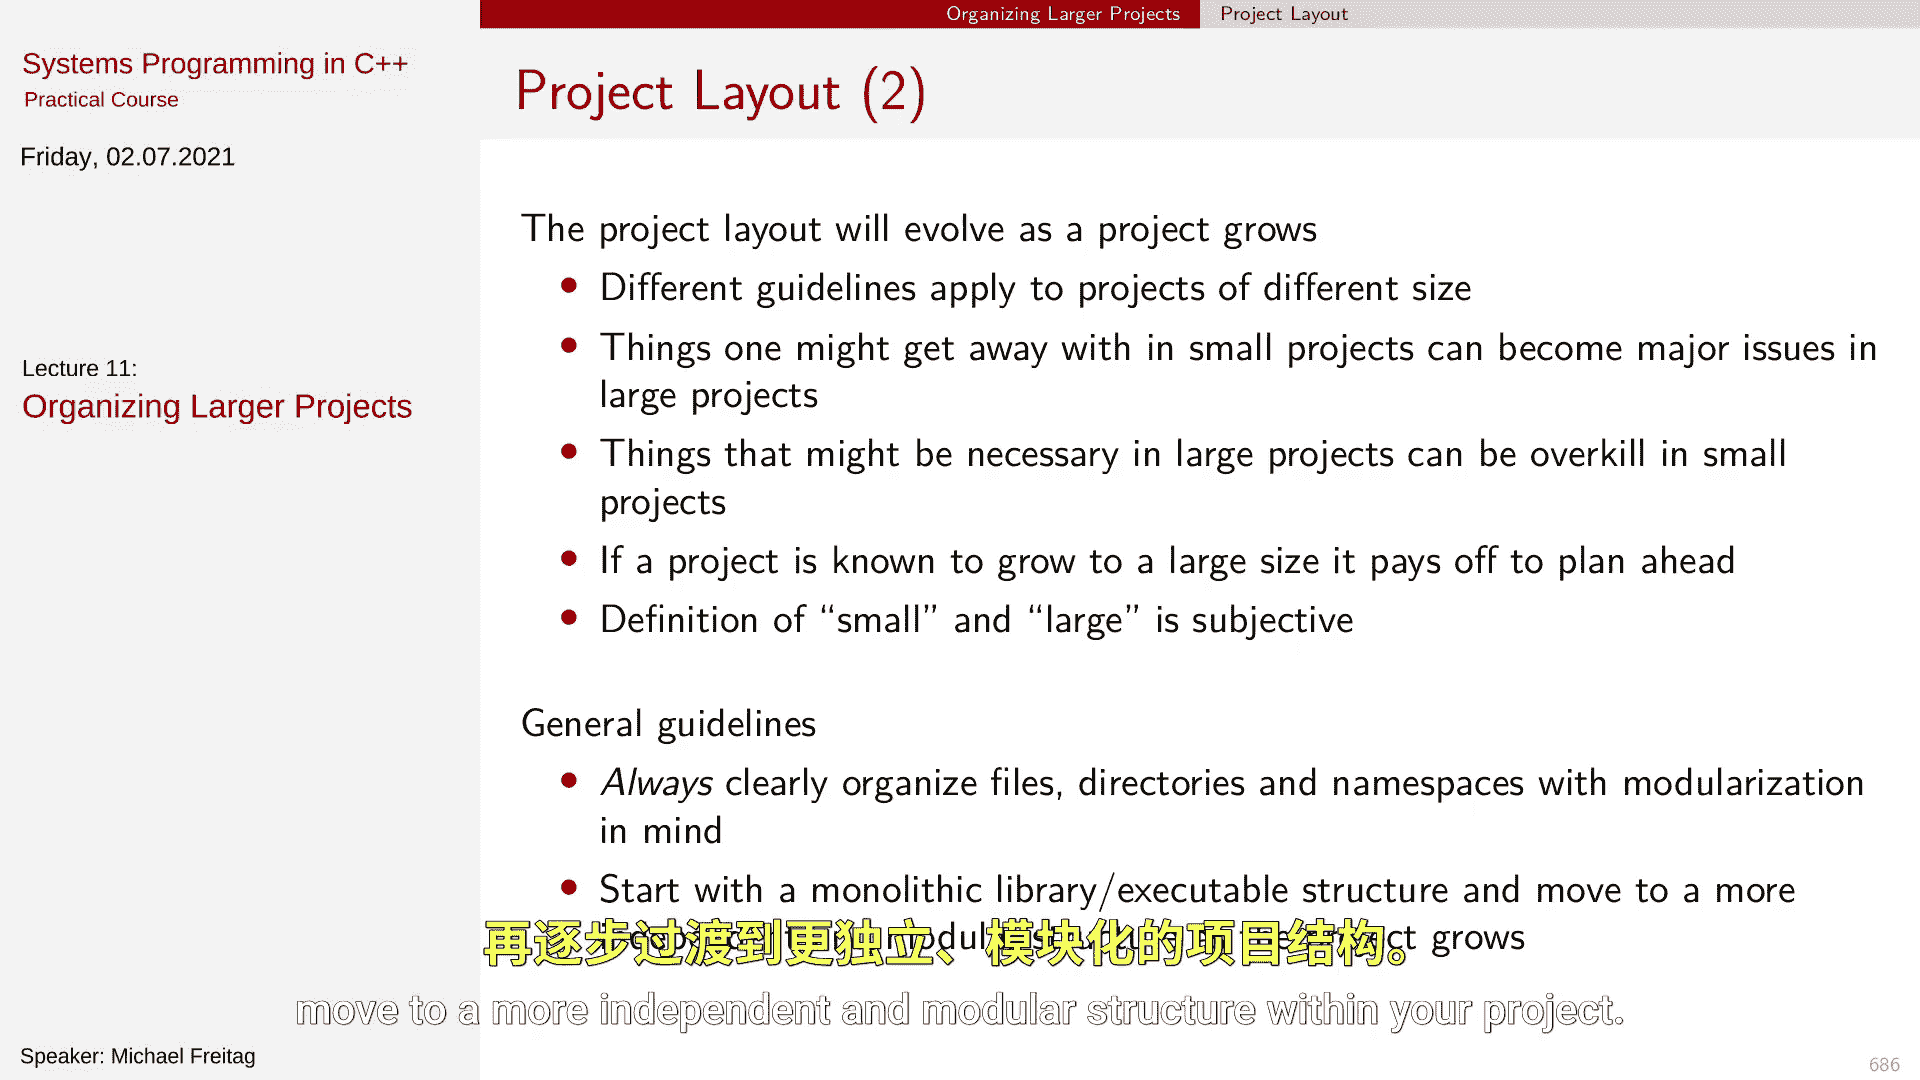 Organizing Larger Projects Project Layout
Systems Programming in C++
Practical Course
Friday, 02.07.2021
Lecture 11:
Organizing Larger Projects
Speaker: Michael Freitag
Project Layout (2)
The project layout will evolve as a project grows
• Different guidelines apply to projects of different size
• Things one might get away with in small projects can become major issues in
large projects
• Things that might be necessary in large projects can be overkill in small
projects
• If a project is known to grow to a large size it pays off to plan ahead
• Definition of “small” and “large” is subjective
General guidelines
• Always clearly organize files, directories and namespaces with modularization
in mind
• Start with a monolithic library/executable structure and move to a more
grows
再逐步过渡到更独立、模块化的项目结构。
move to a more independent and modular structure within your project.
686